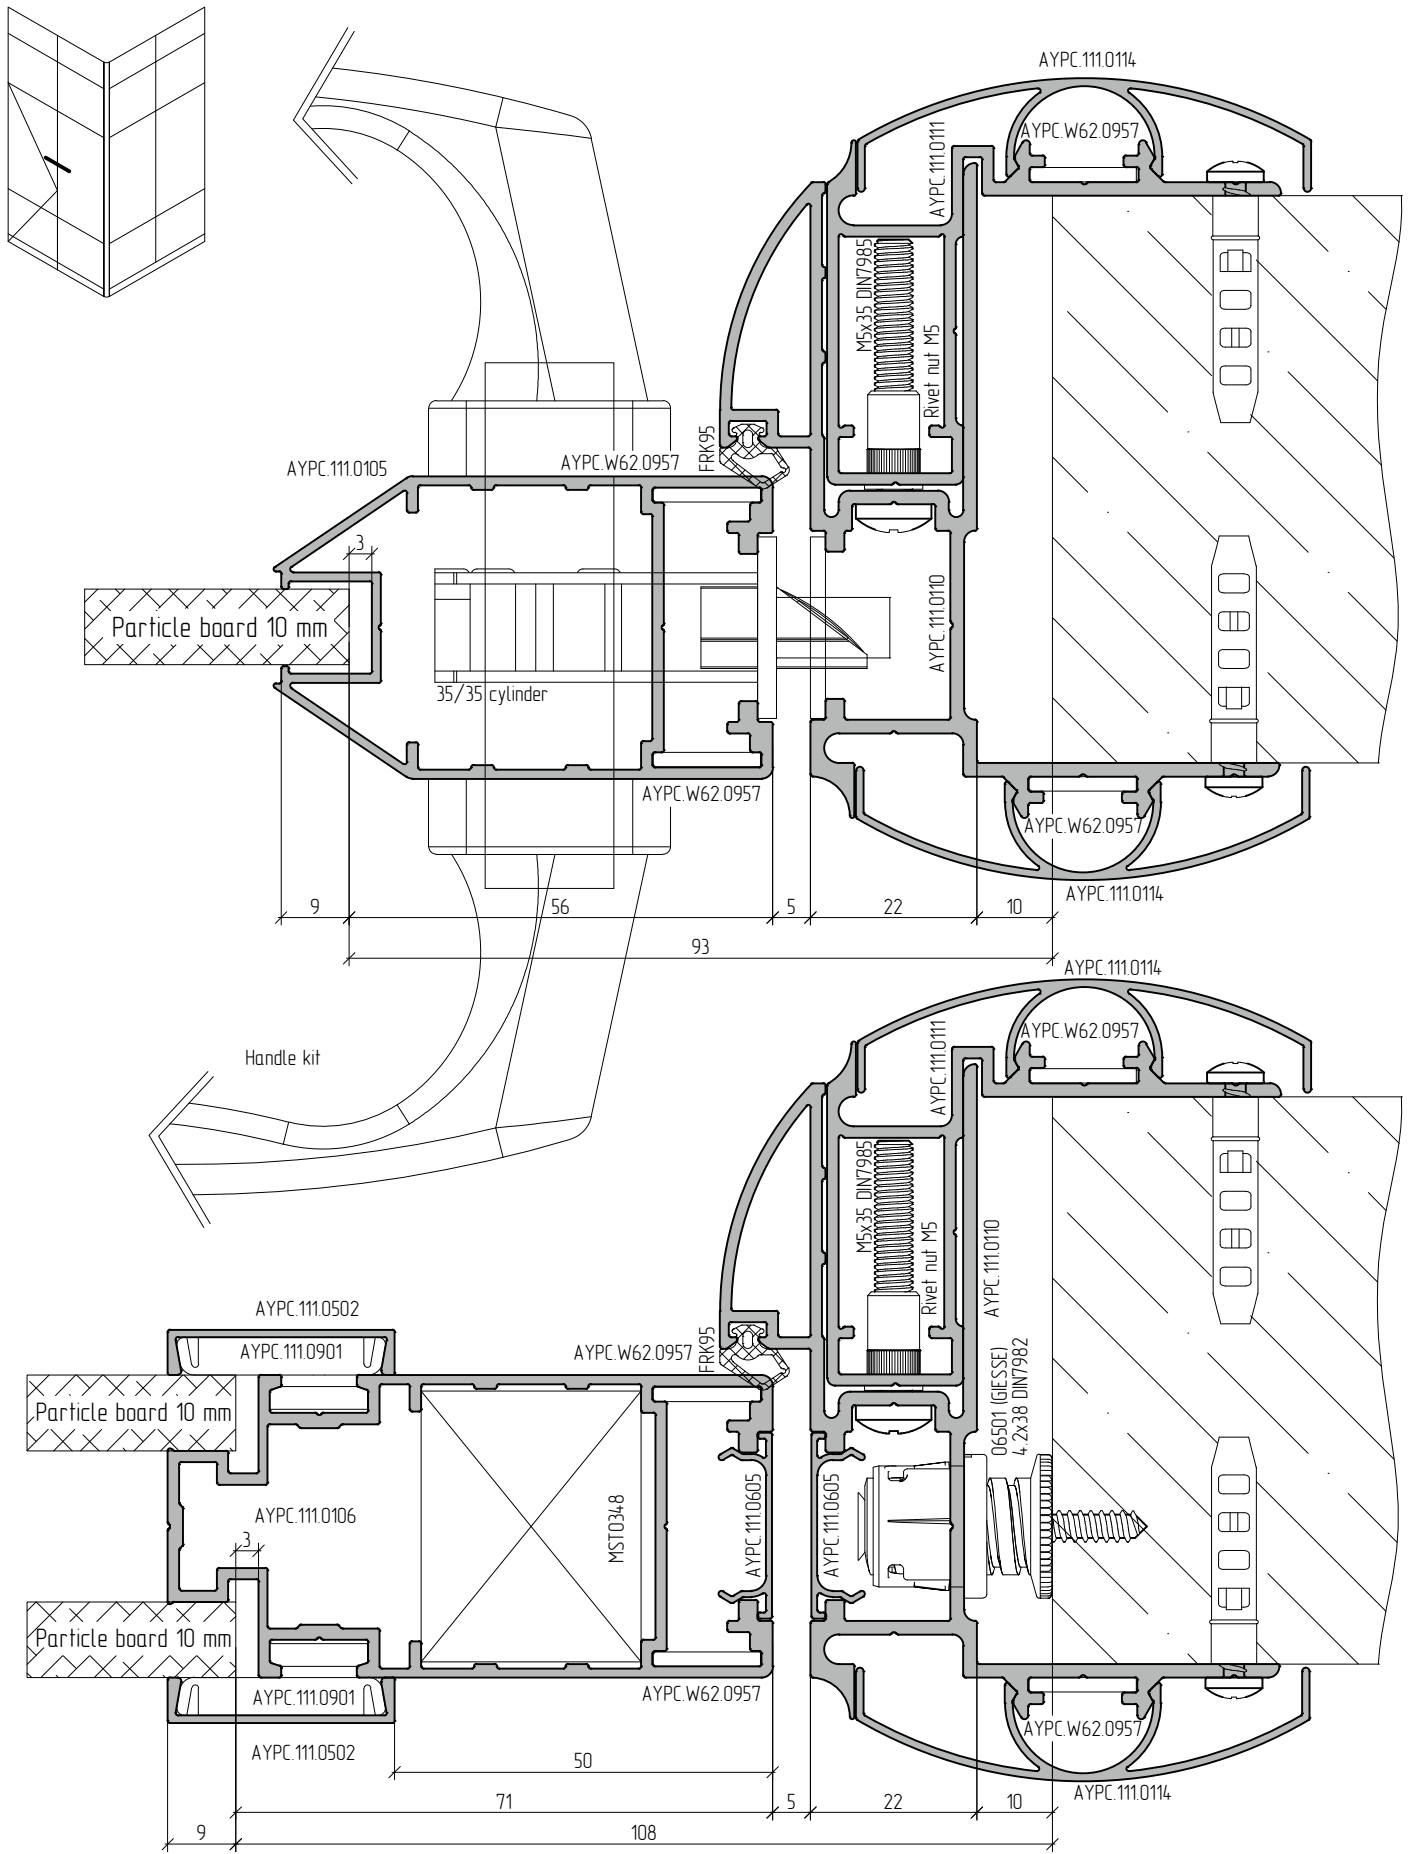 AYPC.111.0114
AYPC.W62.0957
AYPC.111.0111
M5x35 DIN7985
Rivet nut M5
FRK95
AYPC.W62.0957
AYPC.111.0105
3
Particle board 10 mm
AYPC.111.0110
35/35 cylinder
AYPC.W62.0957
AYPC.W62.0957
AYPC.111.0114
9
56
5
22
10
93
Handle kit
AYPC.111.0114
AYPC.W62.0957
AYPC.111.0111
M5x35 DIN7985
Rivet nut M5
AYPC.111.0110
06501 (GIESSE)
4.2x38 DIN7982
AYPC.111.0502
AYPC.111.0901
AYPC.W62.0957
FRK95
Particle board 10 mm
AYPC.111.0106
MST0348
AYPC.111.0605
AYPC.111.0605
3
Particle board 10 mm
AYPC.111.0901
AYPC.W62.0957
AYPC.W62.0957
AYPC.111.0502
AYPC.111.0114
50
71
5
22
10
9
108